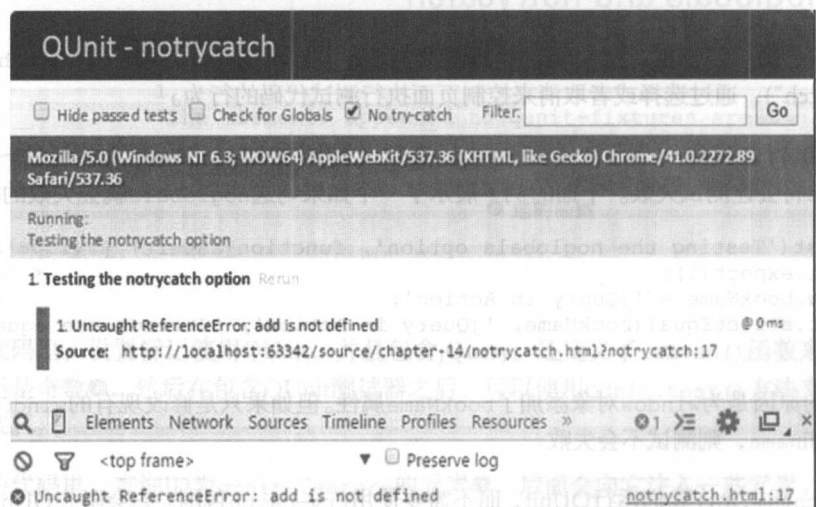 QUnit - notrycatch
Hide passed tests Check for Globals No try-catch Filter: Go
Mozilla/5.0 (Windows NT 6.3; WOW64) AppleWebKit/537.36 (KHTML, like Gecko) Chrome/41.0.2272.89
Safari/537.36
Running:
Testing the notrycatch option
1. Testing the notrycatch option Rerun
1. Uncaught ReferenceError: add is not defined @ 0 ms
Source: http://localhost:63342/source/chapter-14/notrycatch.html?notrycatch:17
Elements Network Sources Timeline Profiles Resources » 1
<top frame> Preserve log
Uncaught ReferenceError: add is not defined notrycatch.html:17